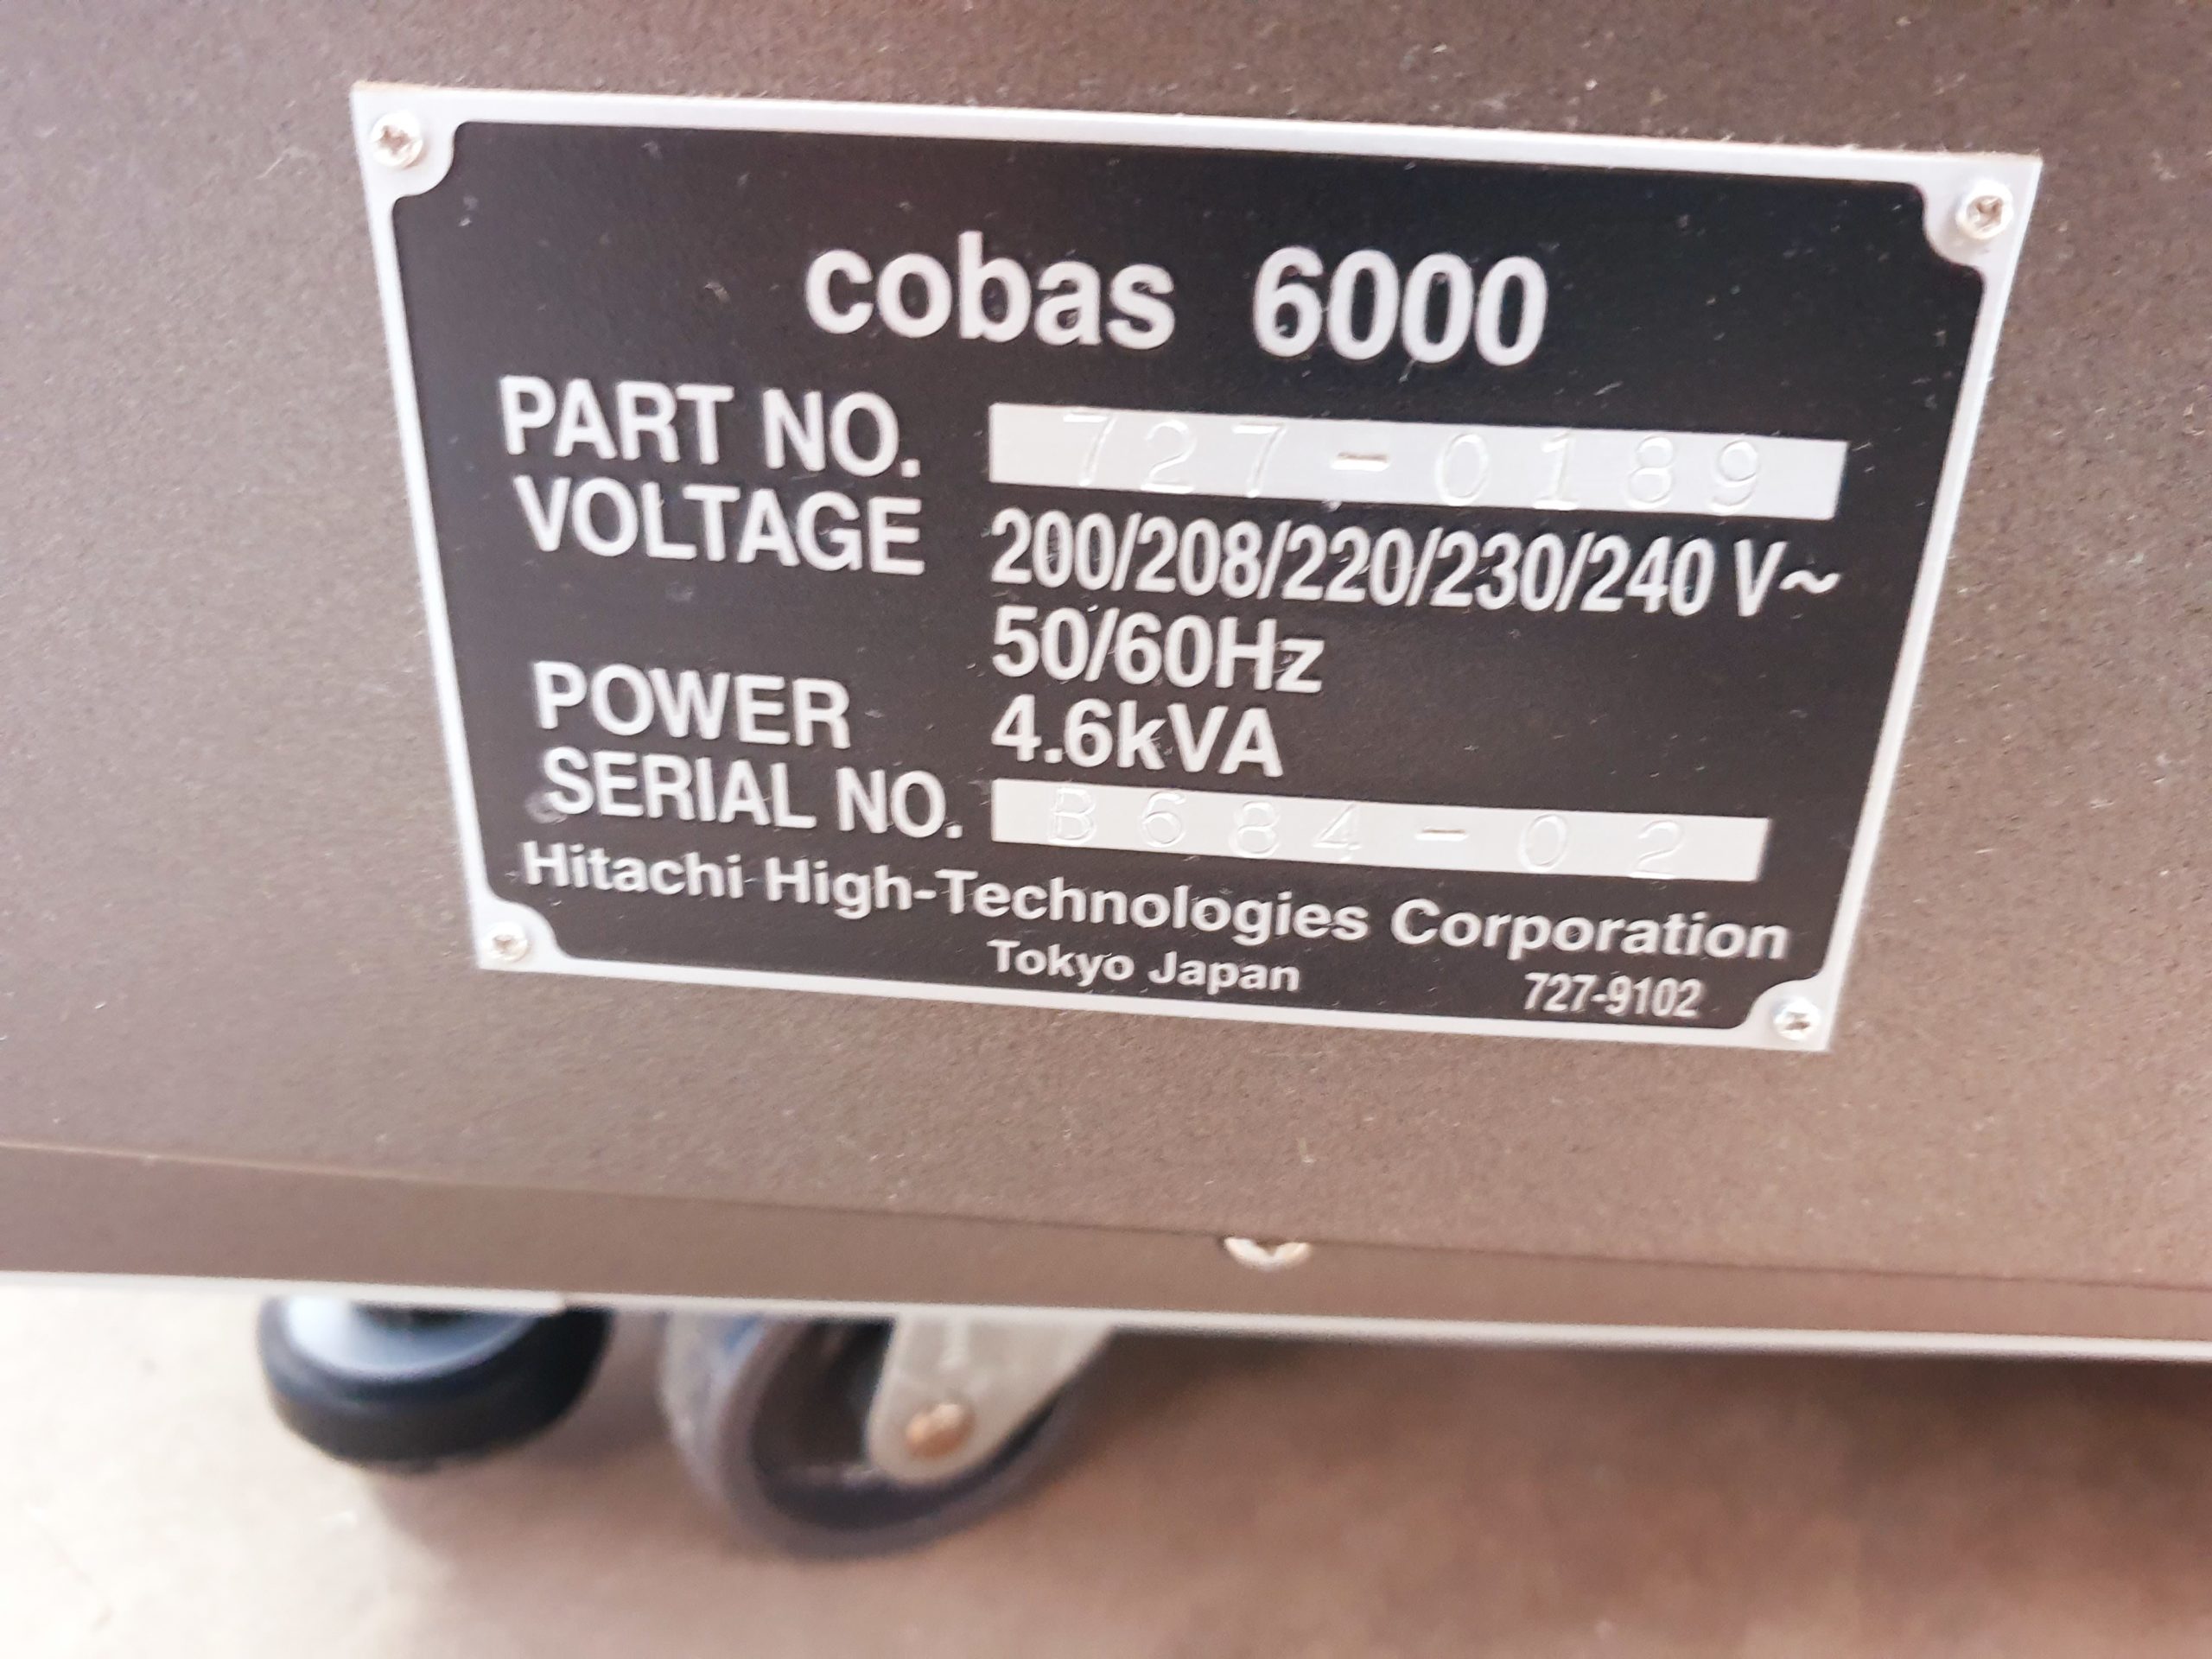 cobas 6000
PART NO. 727-0189
VOLTAGE 200/208/220/230/240 V~
50/60Hz
POWER 4.6kVA
SERIAL NO. B684-02
Hitachi High-Technologies Corporation
Tokyo Japan 727-9102